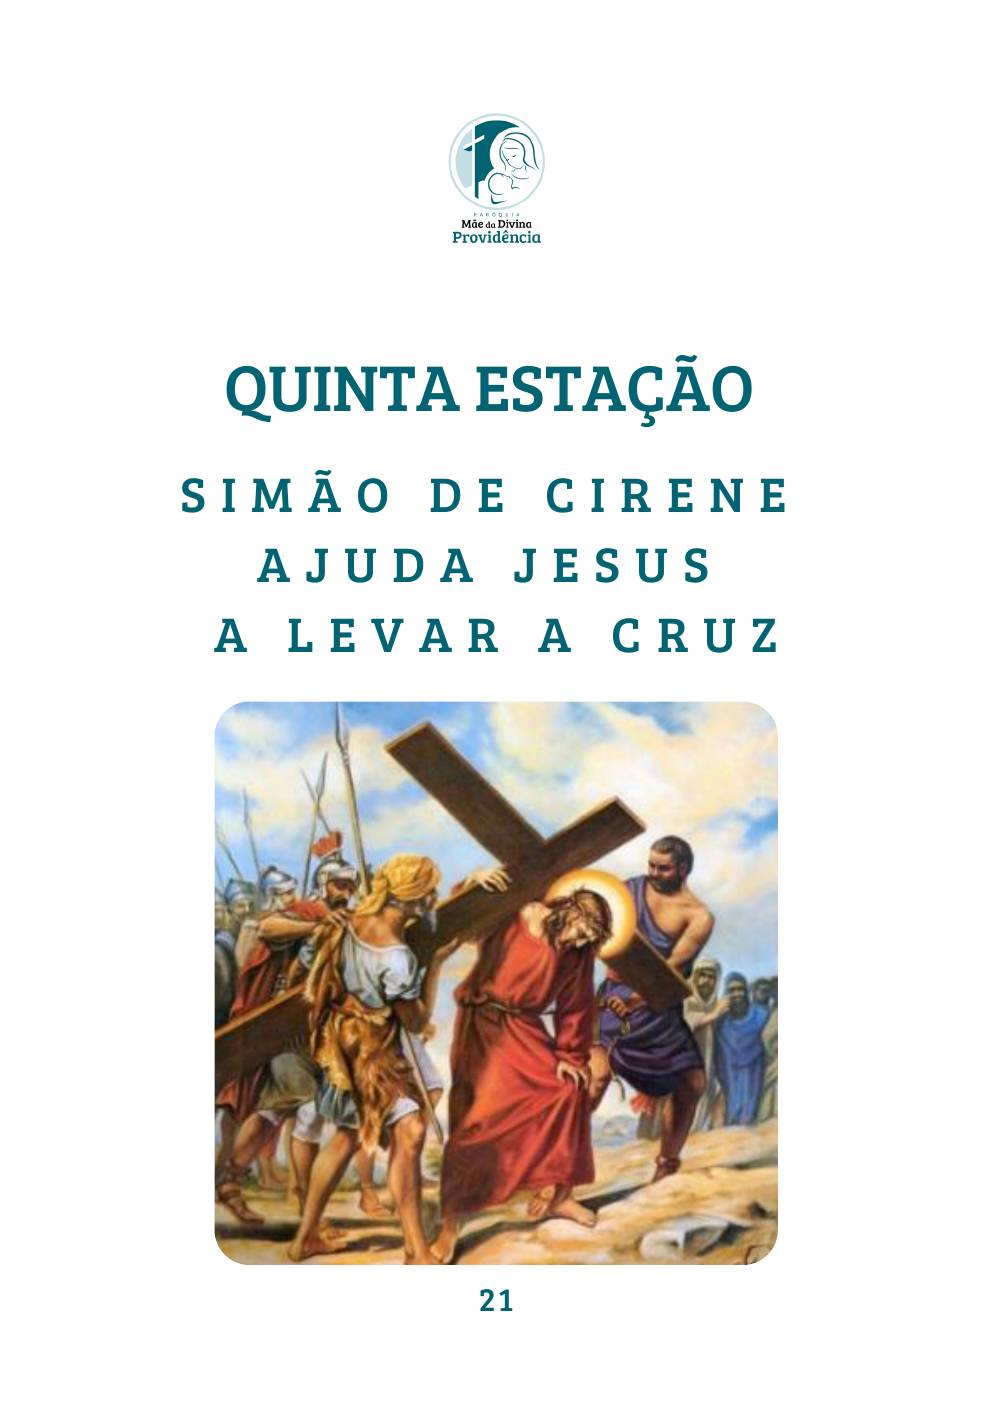 PARÓQUIA
Mãe da Divina
Providência
QUINTA ESTAÇÃO
SIMÃO DE CIRENE
AJUDA JESUS
A LEVAR A CRUZ
21